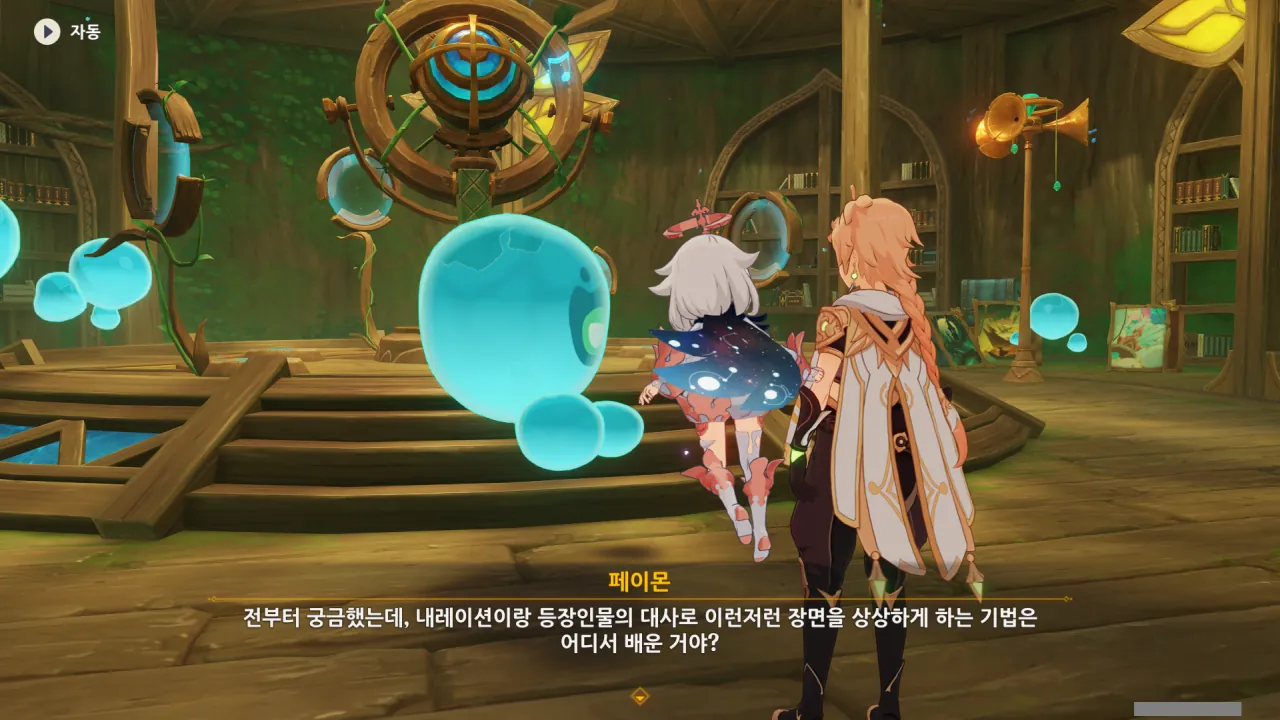 자동
페이몬
전부터 궁금했는데, 내레이션이랑 등장인물의 대사로 이런저런 장면을 상상하게 하는 기법은
어디서 배운 거야?